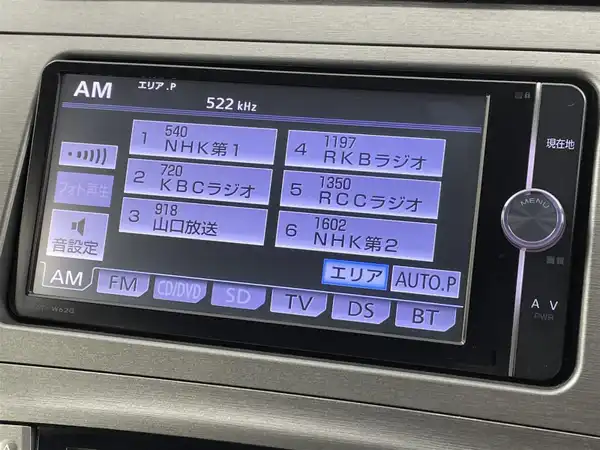 AM
エリア.P
522 kHz
1 540 NHK第1
4 1197 RKBラジオ
2 720 KBCラジオ
5 1350 RCCラジオ
3 918 山口放送
6 1602 NHK第2
フォト再生
音設定
エリア
AUTO.P
AM
FM
CD/DVD
SD
TV
DS
BT
現在地
MENU
AV
PWR
W62G